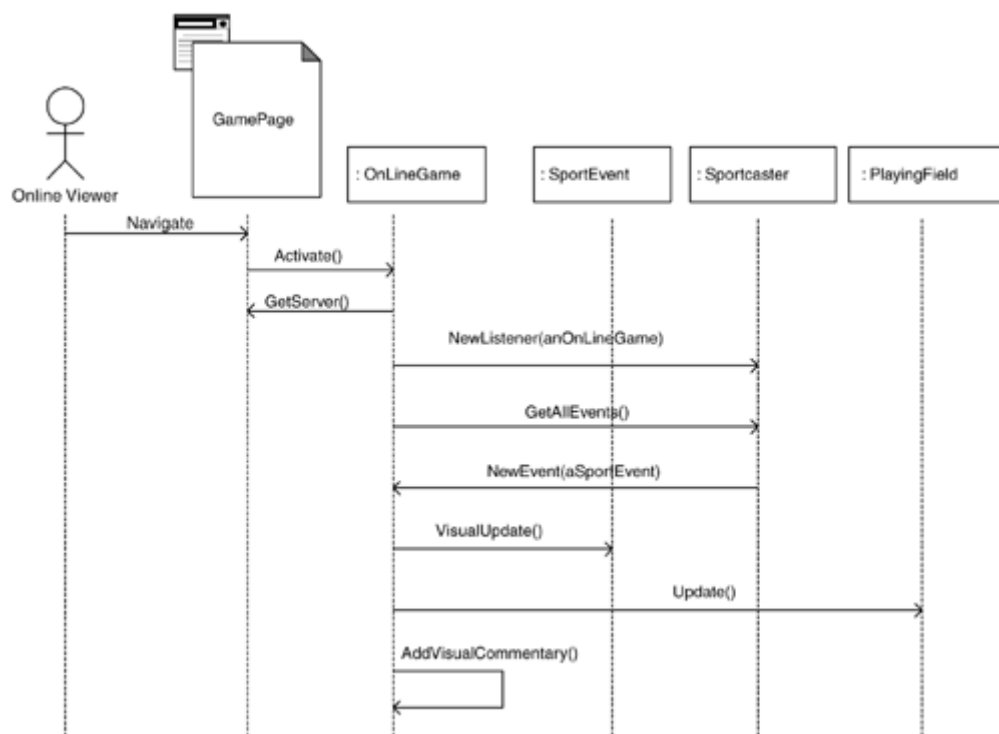 GamePage
Online Viewer
: OnLineGame
: SportEvent
: Sportcaster
: PlayingField
Navigate
Activate()
GetServer()
NewListener(anOnLineGame)
GetAllEvents()
NewEvent(aSportEvent)
VisualUpdate()
Update()
AddVisualCommentary()